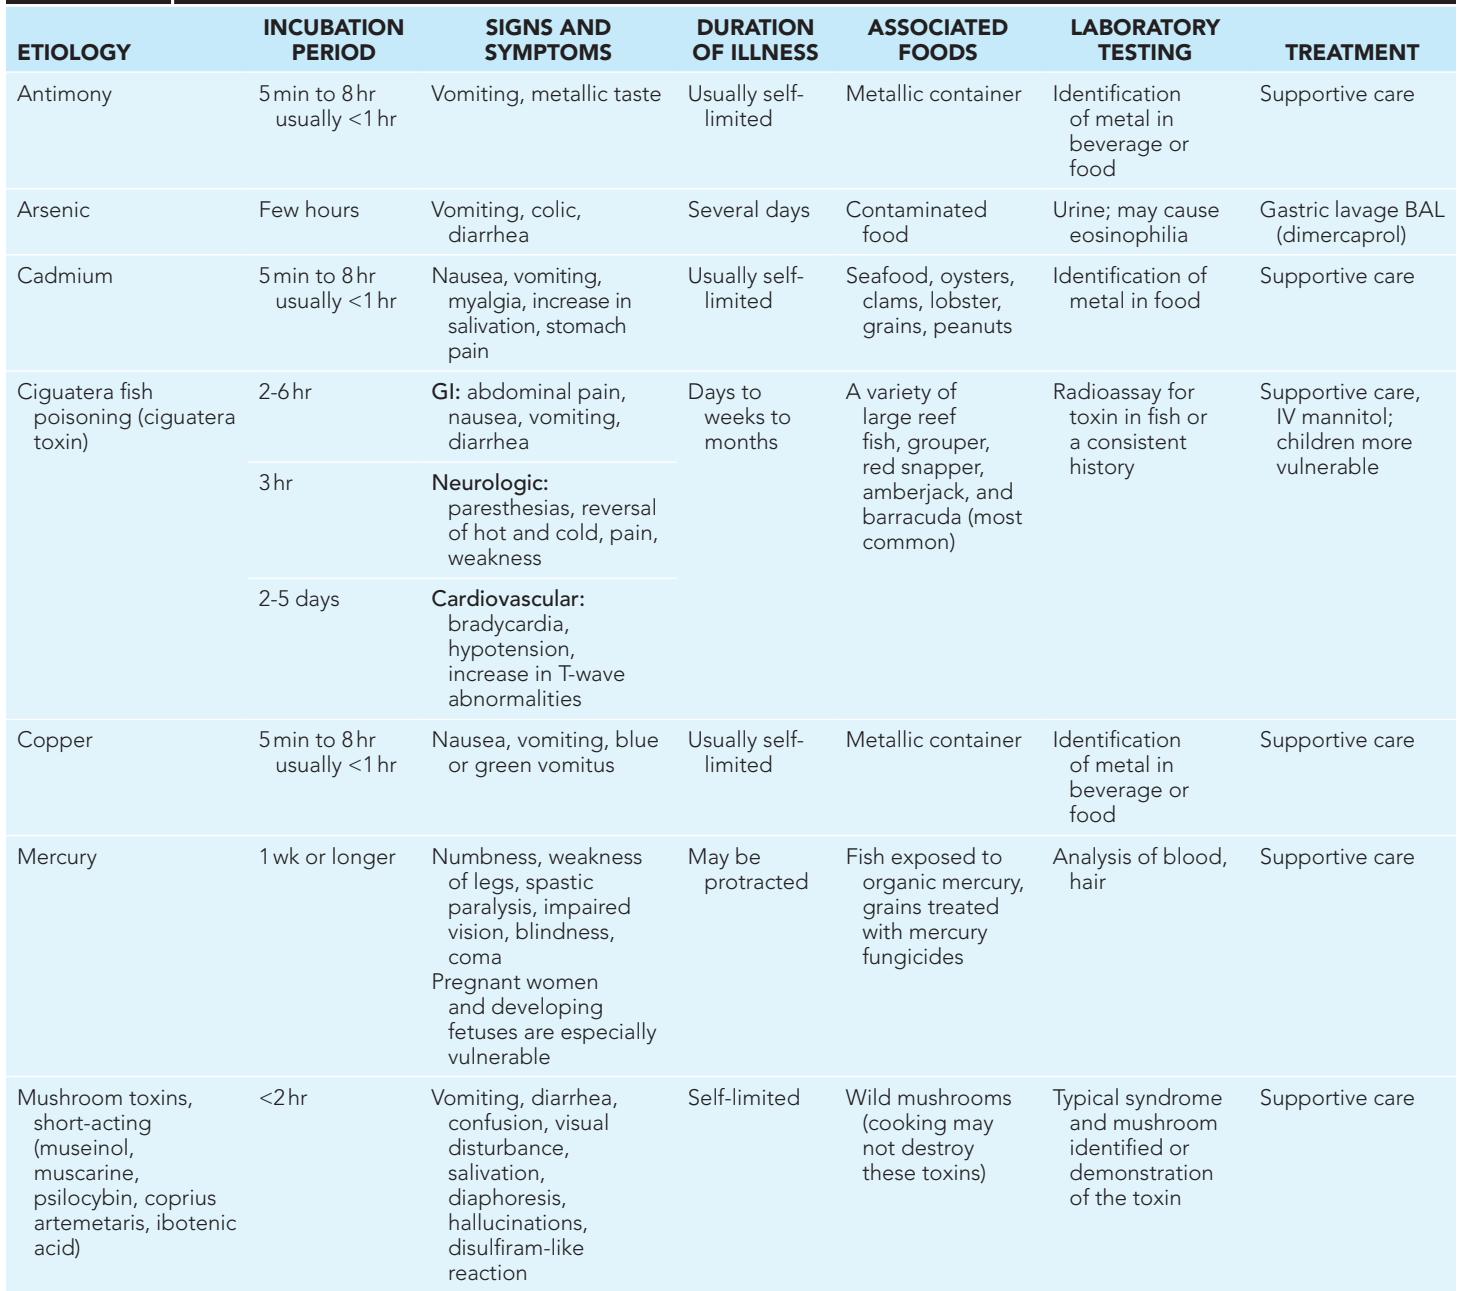 ETIOLOGY
INCUBATION
PERIOD
SIGNS AND
SYMPTOMS
DURATION
OF ILLNESS
ASSOCIATED
FOODS
LABORATORY
TESTING
TREATMENT
Antimony
5 min to 8 hr
usually <1 hr
Vomiting, metallic taste
Usually self-
limited
Metallic container
Identification
of metal in
beverage or
food
Supportive care
Arsenic
Few hours
Vomiting, colic,
diarrhea
Several days
Contaminated
food
Urine; may cause
eosinophilia
Gastric lavage BAL
(dimercaprol)
Cadmium
5 min to 8 hr
usually <1 hr
Nausea, vomiting,
myalgia, increase in
salivation, stomach
pain
Usually self-
limited
Seafood, oysters,
clams, lobster,
grains, peanuts
Identification of
metal in food
Supportive care
Ciguatera fish
poisoning (ciguatera
toxin)
2-6 hr
GI: abdominal pain,
nausea, vomiting,
diarrhea
Days to
weeks to
months
A variety of
large reef
fish, grouper,
red snapper,
amberjack, and
barracuda (most
common)
Radioassay for
toxin in fish or
a consistent
history
Supportive care,
IV mannitol;
children more
vulnerable
3 hr
Neurologic:
paresthesias, reversal
of hot and cold, pain,
weakness
2-5 days
Cardiovascular:
bradycardia,
hypotension,
increase in T-wave
abnormalities
Copper
5 min to 8 hr
usually <1 hr
Nausea, vomiting, blue
or green vomitus
Usually self-
limited
Metallic container
Identification
of metal in
beverage or
food
Supportive care
Mercury
1 wk or longer
Numbness, weakness
of legs, spastic
paralysis, impaired
vision, blindness,
coma
Pregnant women
and developing
fetuses are especially
vulnerable
May be
protracted
Fish exposed to
organic mercury,
grains treated
with mercury
fungicides
Analysis of blood,
hair
Supportive care
Mushroom toxins,
short-acting
(museinol,
muscarine,
psilocybin, coprius
artemetaris, ibotenic
acid)
<2 hr
Vomiting, diarrhea,
confusion, visual
disturbance,
salivation,
diaphoresis,
hallucinations,
disulfiram-like
reaction
Self-limited
Wild mushrooms
(cooking may
not destroy
these toxins)
Typical syndrome
and mushroom
identified or
demonstration
of the toxin
Supportive care